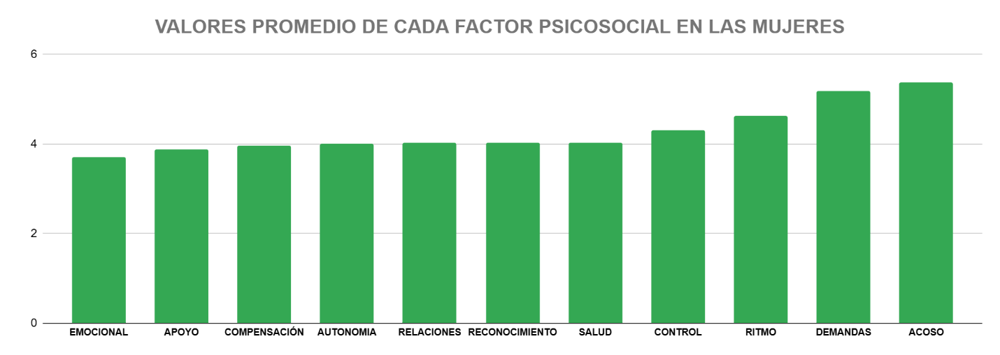 VALORES PROMEDIO DE CADA FACTOR PSICOSOCIAL EN LAS MUJERES
6
4
2
0
EMOCIONAL APOYO COMPENSACIÓN AUTONOMIA RELACIONES RECONOCIMIENTO SALUD CONTROL RITMO DEMANDAS ACOSO